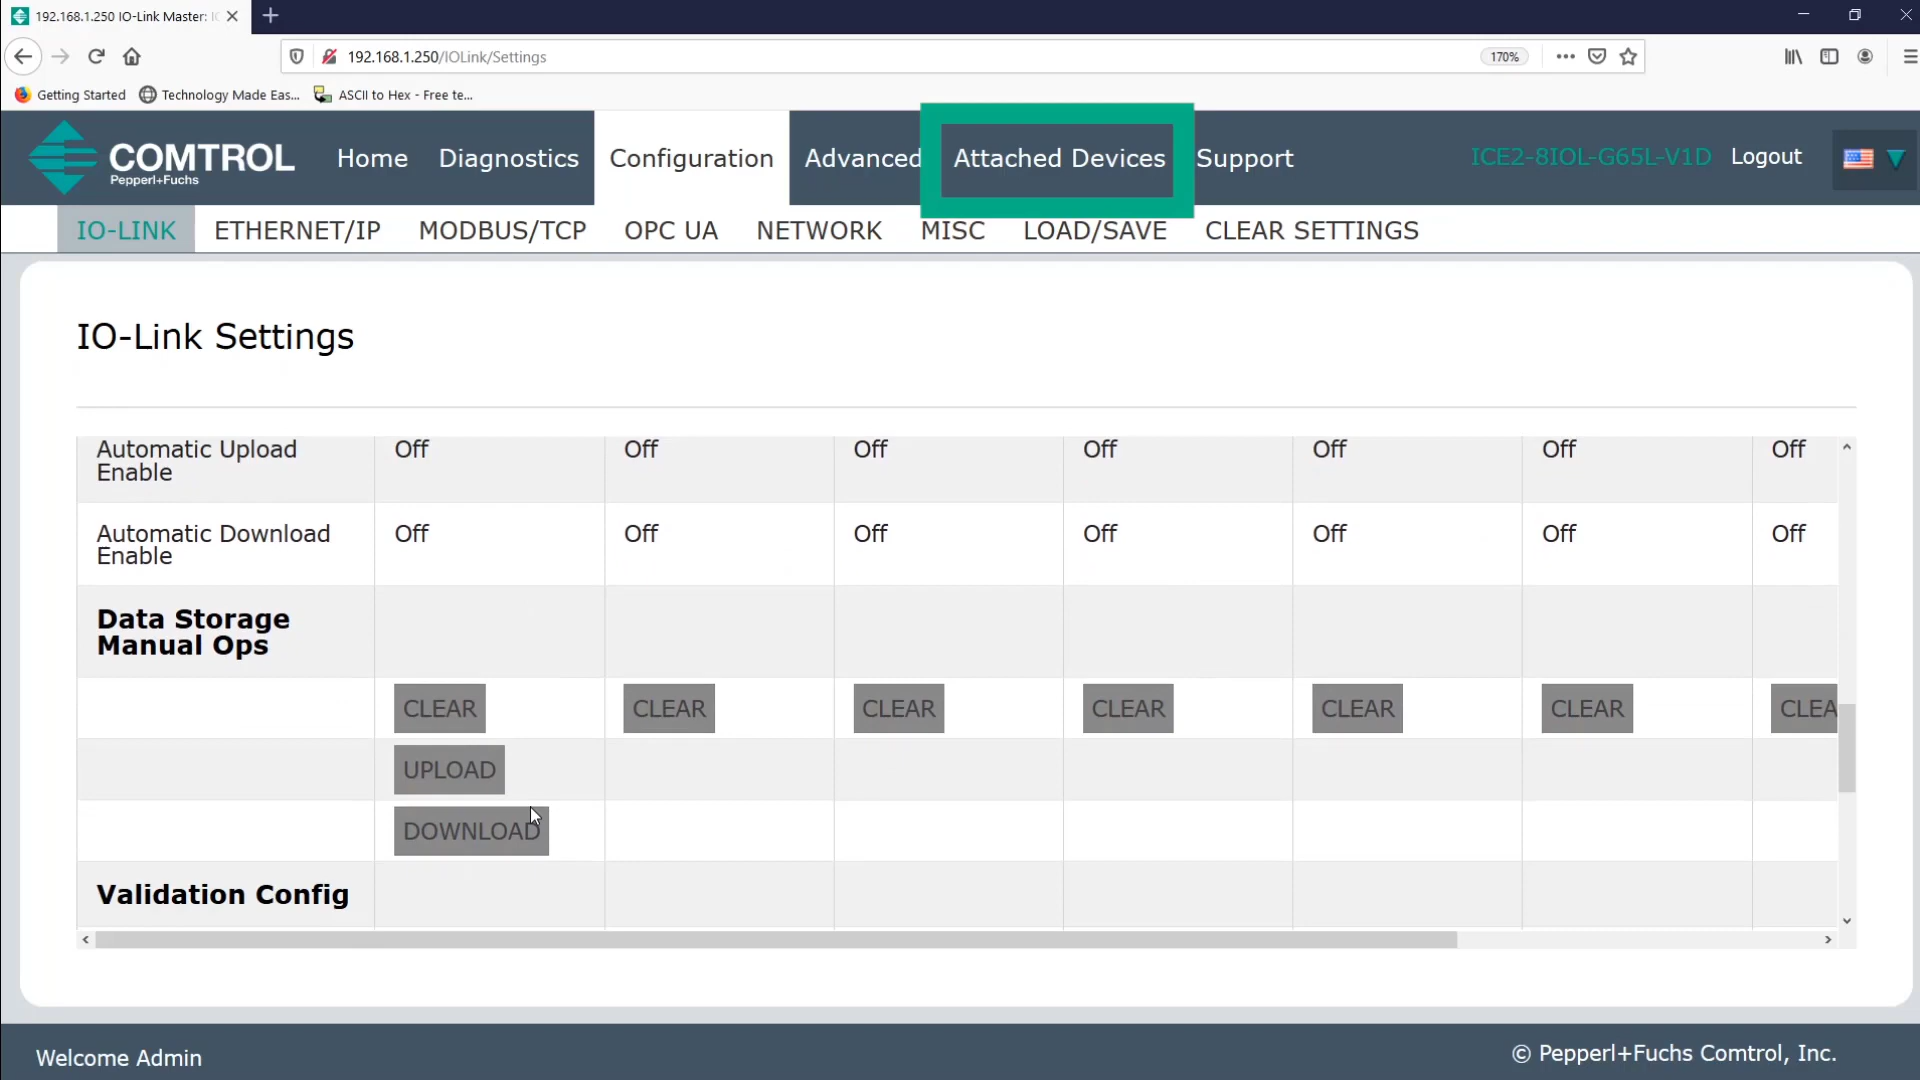 192.168.1.250 IO-Link Master: IO
192.168.1.250/IOLink/Settings
170%
Getting Started
Technology Made Eas...
ASCII to Hex - Free te...
COMTROL
Pepperl+Fuchs
Home Diagnostics Configuration Advanced Attached Devices Support
ICE2-8IOL-G65L-V1D Logout
IO-LINK ETHERNET/IP MODBUS/TCP OPC UA NETWORK MISC LOAD/SAVE CLEAR SETTINGS
IO-Link Settings
Automatic Upload
Enable
Off Off Off Off Off Off Off
Automatic Download
Enable
Off Off Off Off Off Off Off
Data Storage
Manual Ops
CLEAR CLEAR CLEAR CLEAR CLEAR CLEAR CLEA
UPLOAD
DOWNLOAD
Validation Config
Welcome Admin
© Pepperl+Fuchs Comtrol, Inc.